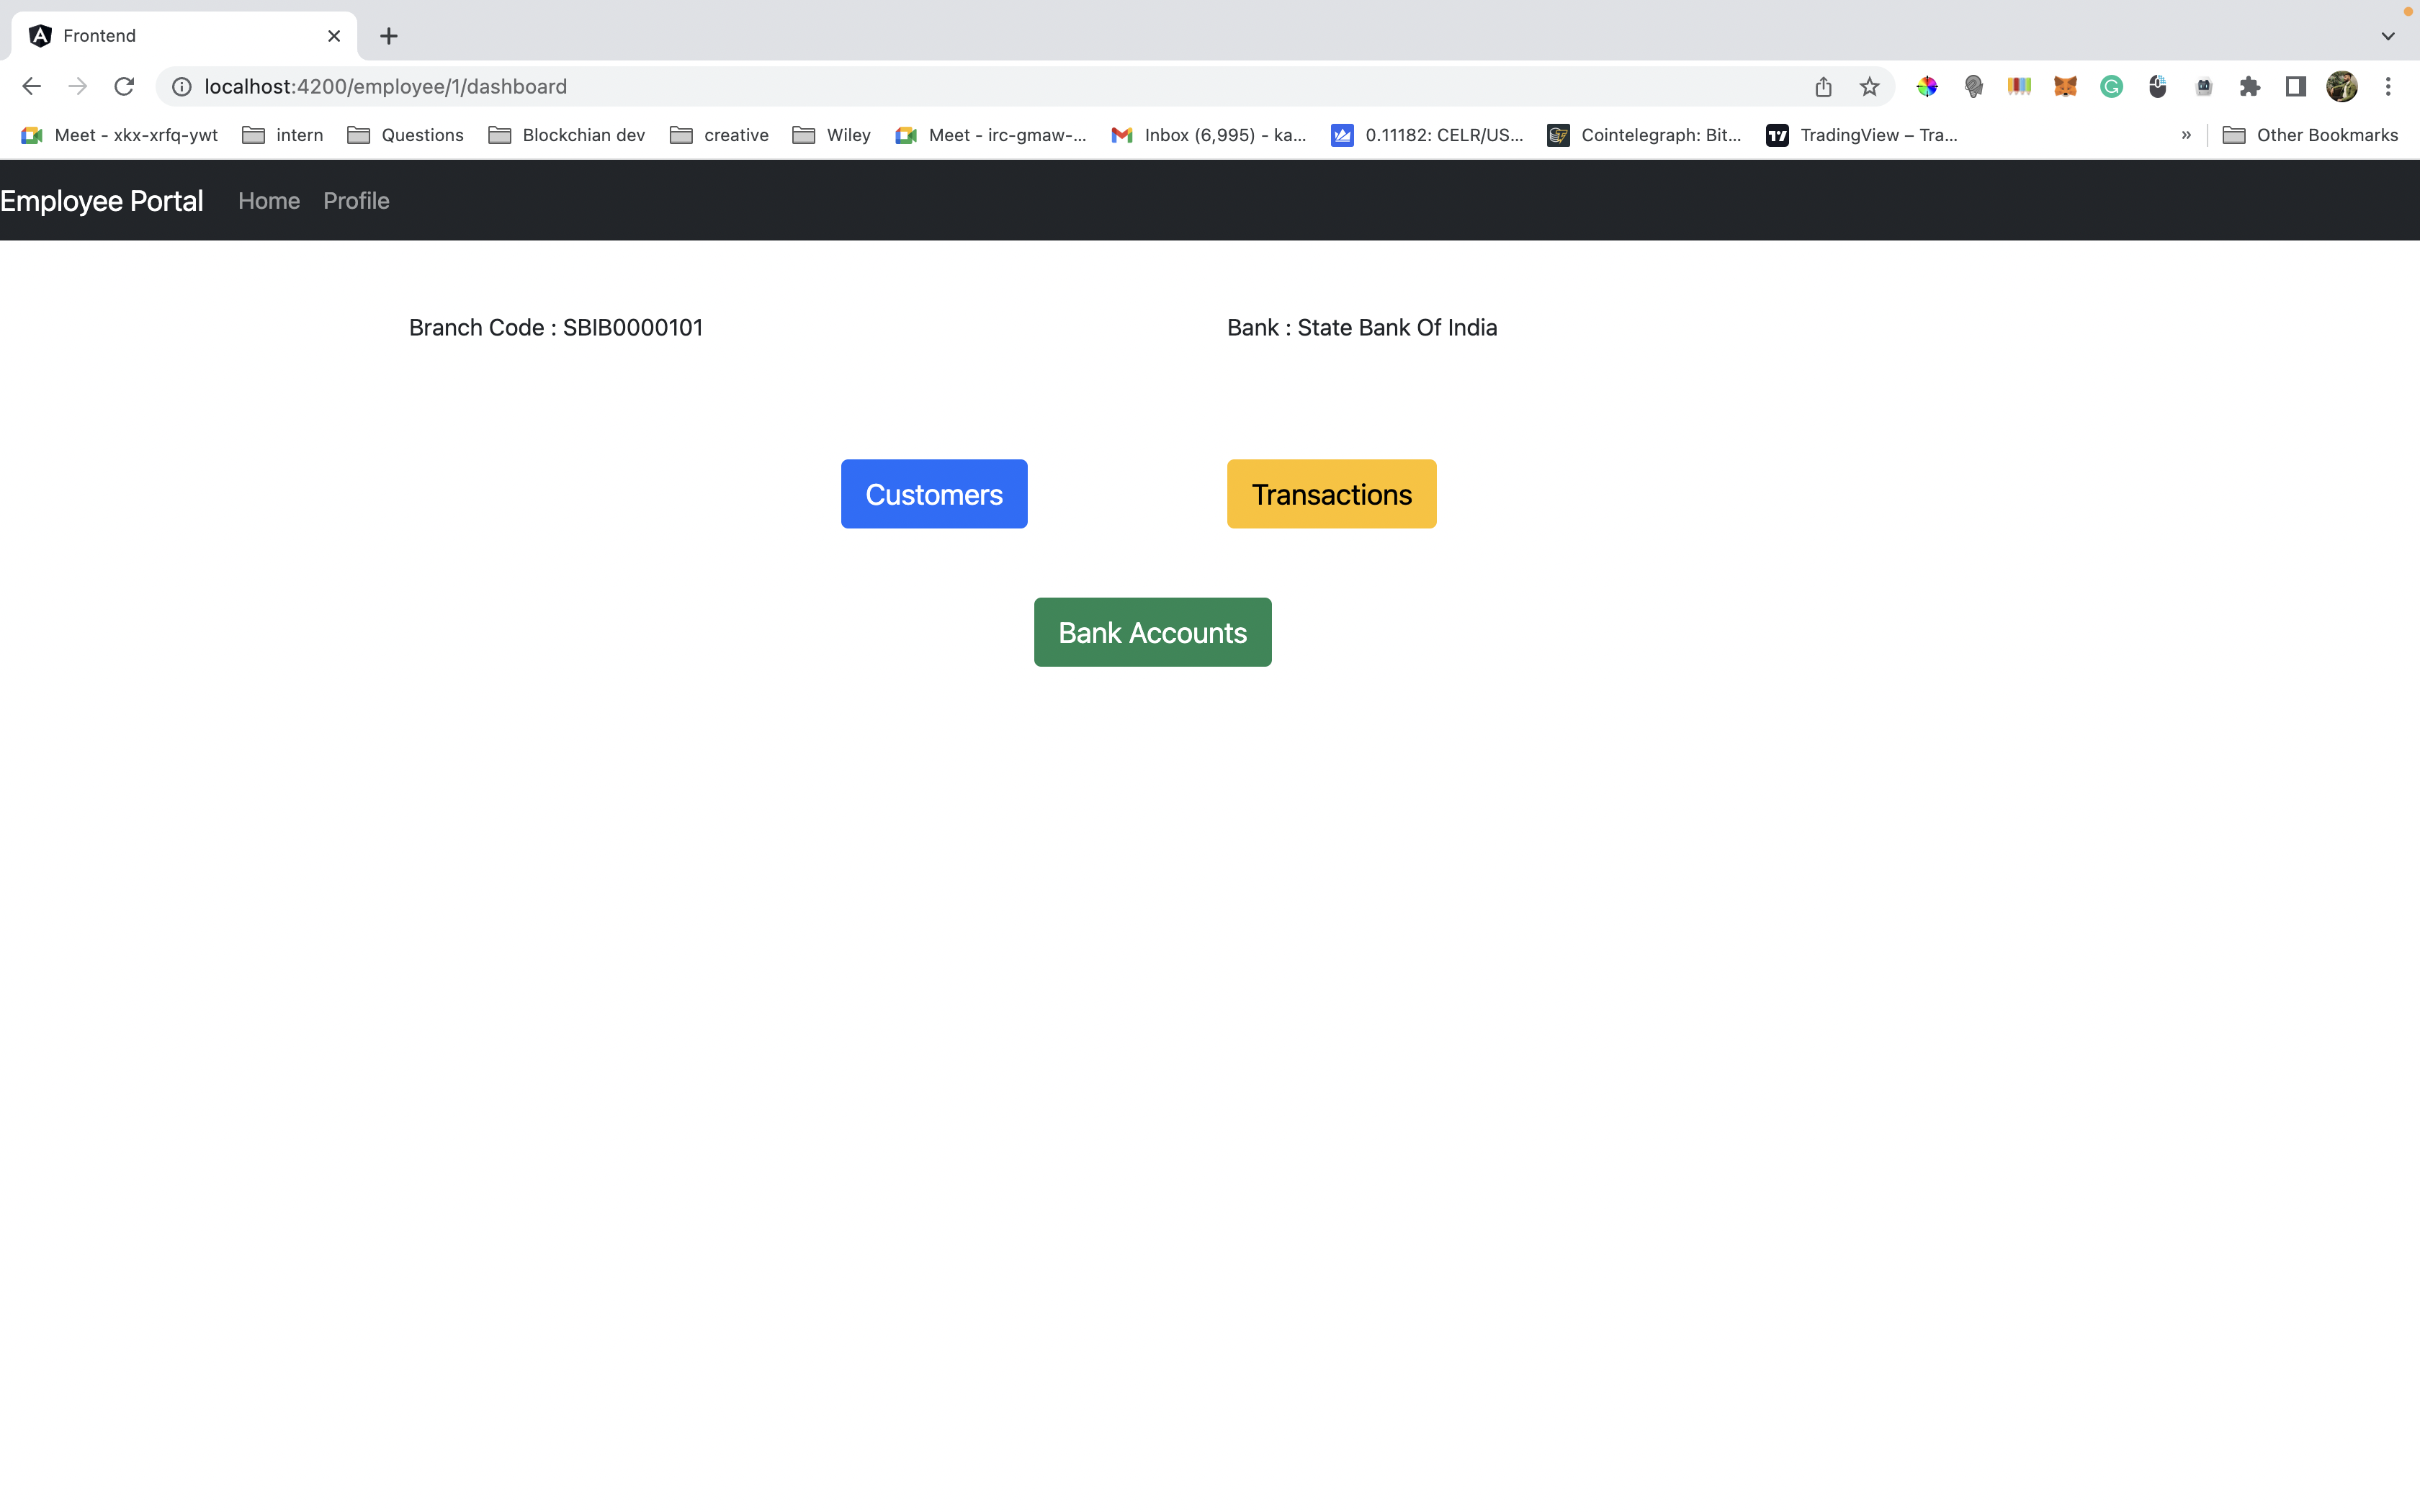 Frontend
localhost:4200/employee/1/dashboard
Meet - xkx-xrfq-ywt intern Questions Blockchian dev creative Wiley Meet - irc-gmaw-... Inbox (6,995) - ka... 0.11182: CELR/US... Cointelegraph: Bit... TradingView – Tra... » Other Bookmarks
Employee Portal Home Profile
Branch Code : SBIB0000101 Bank : State Bank Of India
Customers Transactions
Bank Accounts